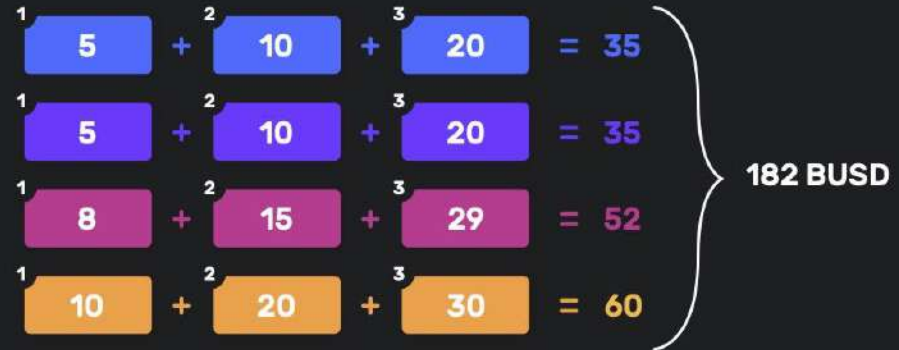 1 5 + 2 10 + 3 20 = 35
1 5 + 2 10 + 3 20 = 35
182 BUSD
1 8 + 2 15 + 3 29 = 52
1 10 + 2 20 + 3 30 = 60